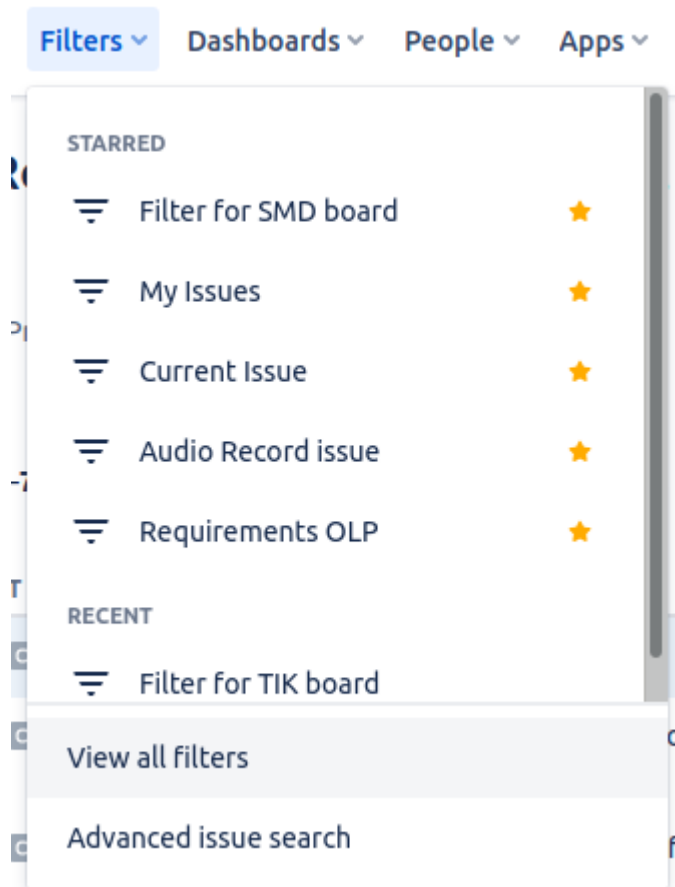 Filters Dashboards People Apps
STARRED
Filter for SMD board
My Issues
Current Issue
Audio Record issue
Requirements OLP
RECENT
Filter for TIK board
View all filters
Advanced issue search